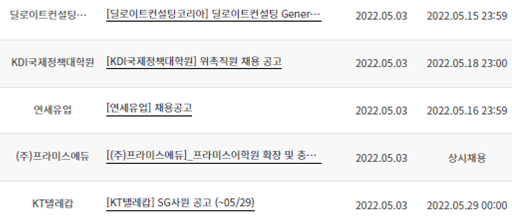 딜로이트컨설팅… [딜로이트컨설팅코리아] 딜로이트컨설팅 Gener… 2022.05.03 2022.05.15 23:59
KDI국제정책대학원 [KDI국제정책대학원] 위촉직원 채용 공고 2022.05.03 2022.05.18 23:00
연세유업 [연세유업] 채용공고 2022.05.03 2022.05.16 23:59
(주)프라미스에듀 [(주)프라미스에듀]_프라미스어학원 확장 및 충… 2022.05.03 상시채용
KT텔레캅 [KT텔레캅] SG사원 공고 (~05/29) 2022.05.03 2022.05.29 00:00